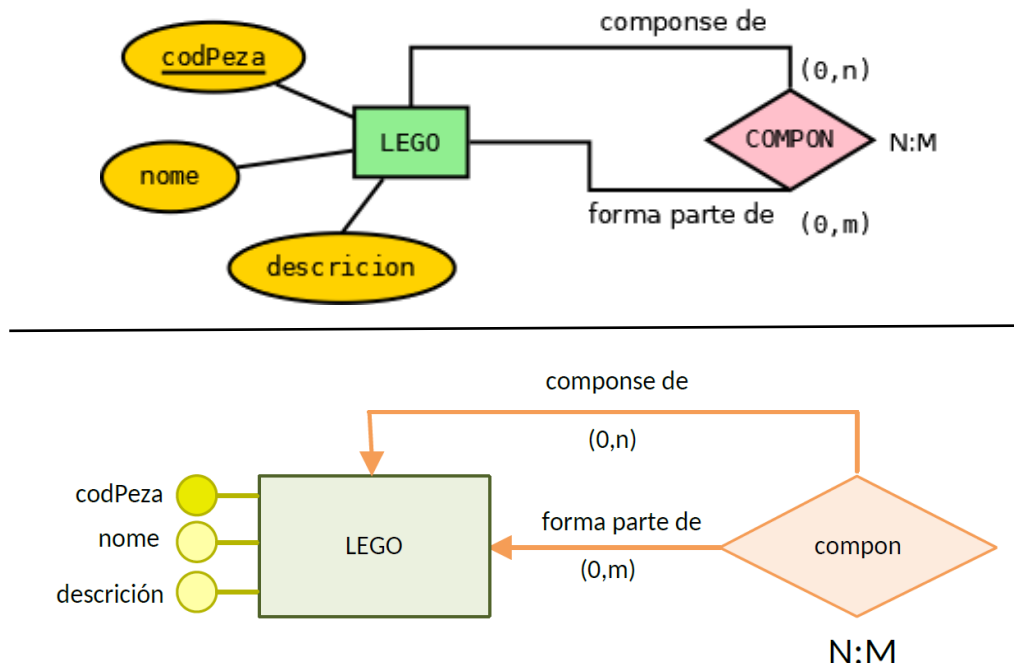 componse de
codPeza
(0,n)
LEGO
COMPON
N:M
nome
forma parte de
(0,m)
descricion
componse de
(0,n)
codPeza
nome
descrición
LEGO
forma parte de
(0,m)
compon
N:M